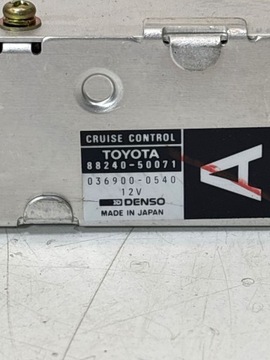 CRUISE CONTROL
TOYOTA
88240-50071
036900-0540
12V
DENSO
MADE IN JAPAN
A